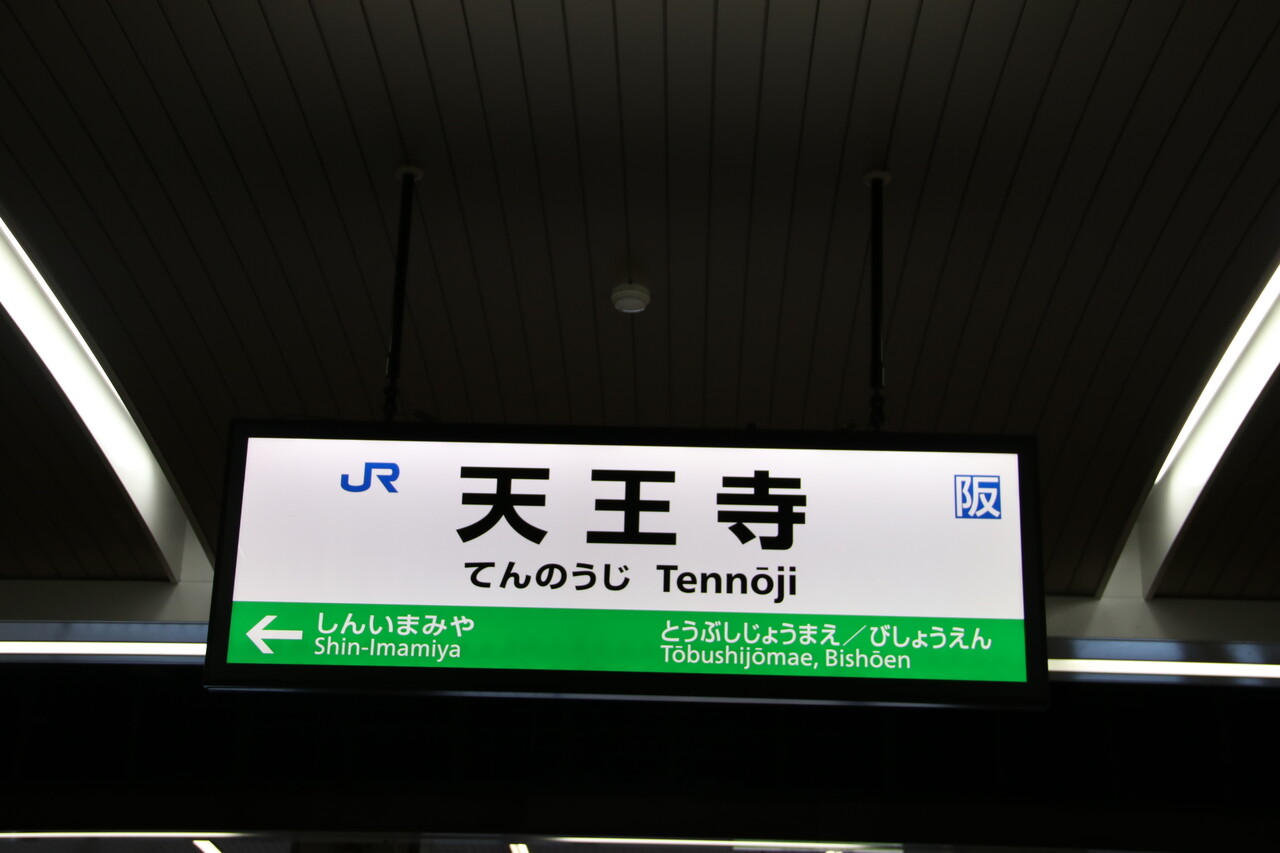 JR
天王寺
阪
てんのうじ Tennōji
← しんいまみや
Shin-Imamiya
とうぶしじょうまえ／びしょうえん
Tōbushijōmae, Bishōen